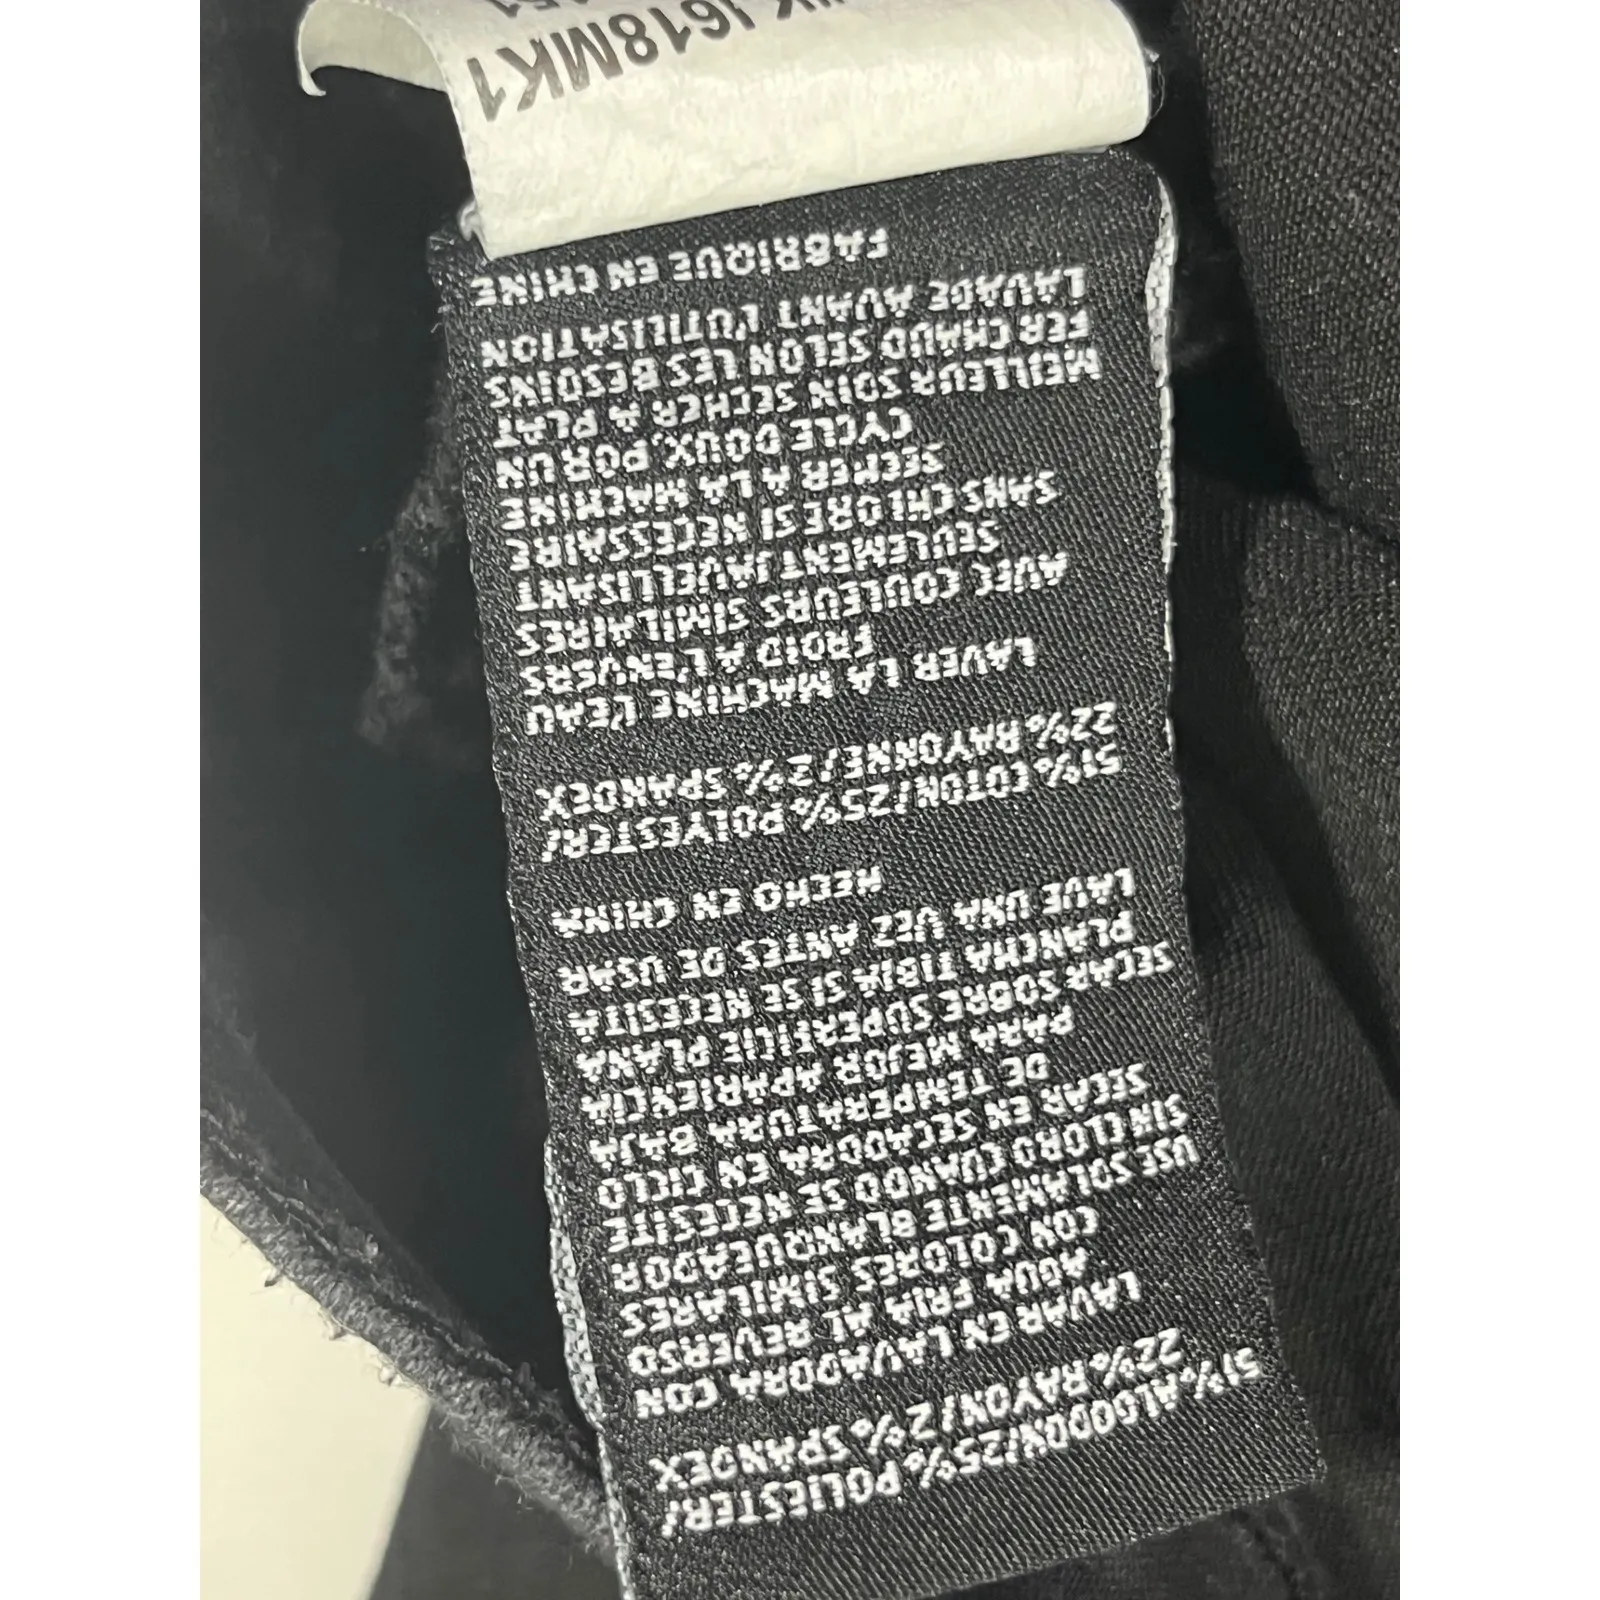 51% ALGODON/25% POLIESTER/
22% RAYON/ 2% SPANDEX
LAVAR EN LAVADORA CON
AGUA FRIA AL REVERSO
CON COLORES SIMILARES
USE SOLAMENTE BLANQUEADOR
SIN CLORO CUANDO SE NECESITE
SECAR EN SECADORA EN CICLO
DE TEMPERATURA BAJA
PARA MEJOR APARIENCIA
SECAR SOBRE SUPERFICIE PLANA
PLANCHA TIBIA SI SE NECESITA
LAVE UNA VEZ ANTES DE USAR
HECHO EN CHINA
51% COTON/25% POLYESTER/
22% RAYONNE/ 2% SPANDEX
LAVER LA MACHINE L'EAU
FROID A L'ENVERS
AVEC COULEURS SIMILAIRES
SEULEMENT JAVELLISANT
SANS CHLORE SI NECESSAIRE
SECHER A LA MACHINE
CYCLE DOUX, POR UN
MEILLEUR SOIN SECHER A PLAT
FER CHAUD SELON LES BESOINS
LAVAGE AVANT L'UTILISATION
FABRIQUE EN CHINE
J618MK1